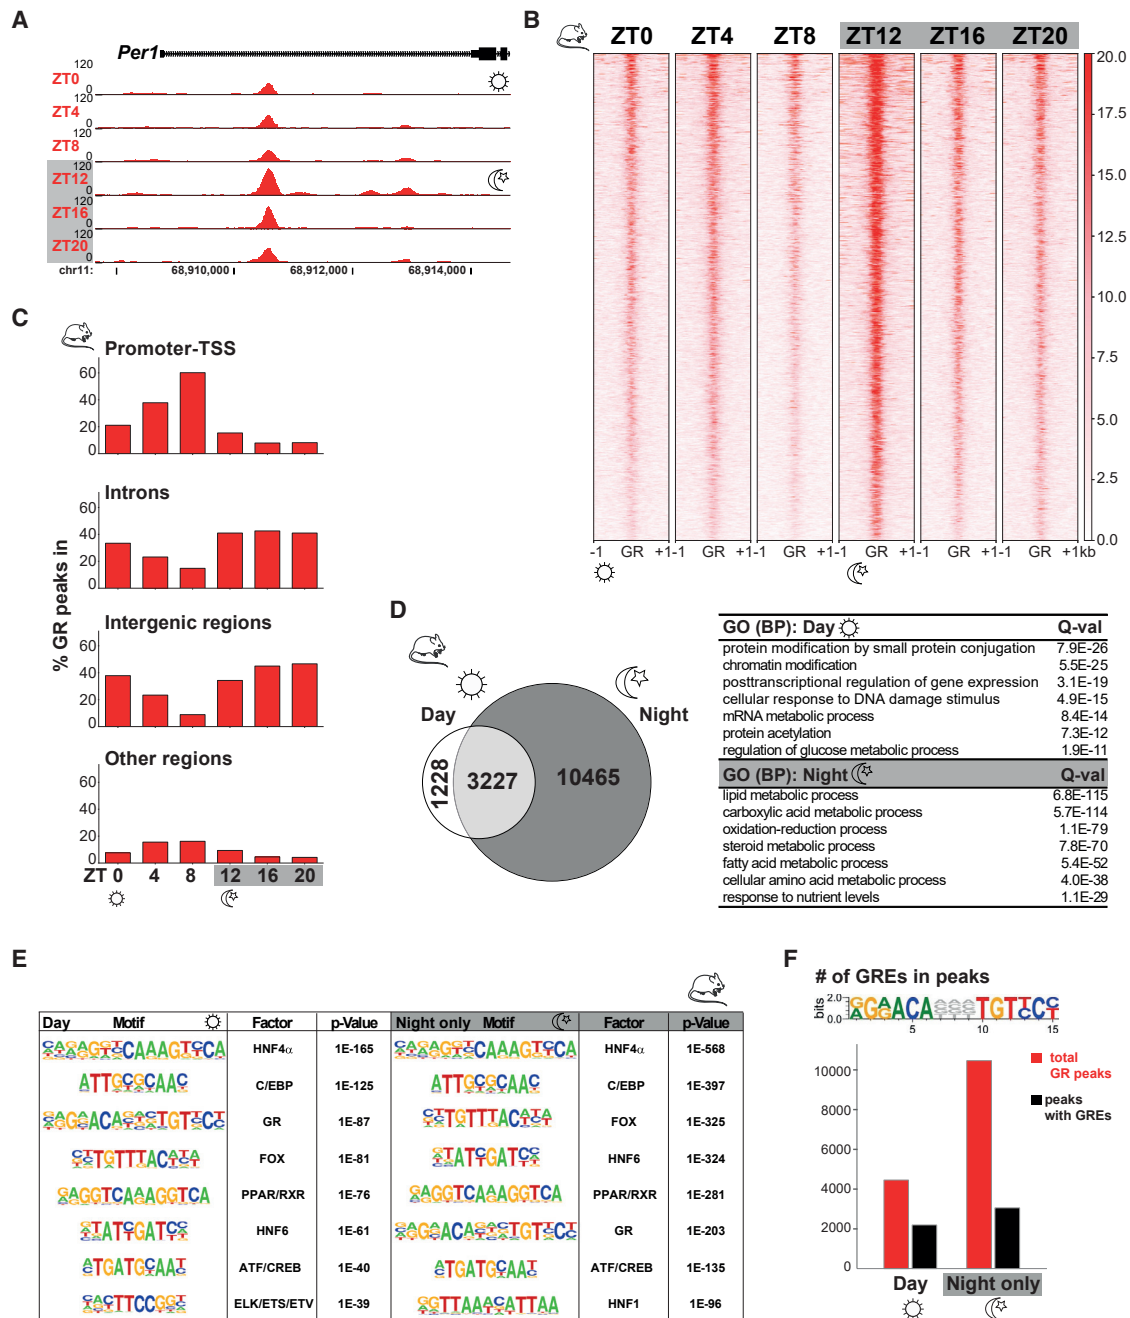 A
Per1
120
ZT0
0
120
ZT4
0
120
ZT8
0
120
ZT12
0
120
ZT16
0
120
ZT20
0
chr11: 68,910,000 68,912,000 68,914,000
B
ZT0 ZT4 ZT8 ZT12 ZT16 ZT20
20.0
17.5
15.0
12.5
10.0
7.5
5.0
2.5
0.0
-1 GR +1 -1 GR +1 -1 GR +1 -1 GR +1 -1 GR +1 -1 GR +1kb
C
% GR peaks in
Promoter-TSS
60
40
20
0
Introns
60
40
20
0
Intergenic regions
60
40
20
0
Other regions
60
40
20
0
ZT 0 4 8 12 16 20
D
Day Night
1228 3227 10465
GO (BP): Day Q-val
protein modification by small protein conjugation 7.9E-26
chromatin modification 5.5E-25
posttranscriptional regulation of gene expression 3.1E-19
cellular response to DNA damage stimulus 4.9E-15
mRNA metabolic process 8.4E-14
protein acetylation 7.3E-12
regulation of glucose metabolic process 1.9E-11
GO (BP): Night Q-val
lipid metabolic process 6.8E-115
carboxylic acid metabolic process 5.7E-114
oxidation-reduction process 1.1E-79
steroid metabolic process 7.8E-70
fatty acid metabolic process 5.4E-52
cellular amino acid metabolic process 4.0E-38
response to nutrient levels 1.1E-29
E
Day Motif Factor p-Value Night only Motif Factor p-Value
HNF4α 1E-165 HNF4α 1E-568
C/EBP 1E-125 C/EBP 1E-397
GR 1E-87 FOX 1E-325
FOX 1E-81 HNF6 1E-324
PPAR/RXR 1E-76 PPAR/RXR 1E-281
HNF6 1E-61 GR 1E-203
ATF/CREB 1E-40 ATF/CREB 1E-135
ELK/ETS/ETV 1E-39 HNF1 1E-96
F
# of GREs in peaks
bits
2.0
1.0
0.0
5 10 15
total
GR peaks
peaks
with GREs
10000
8000
6000
4000
2000
0
Day Night only